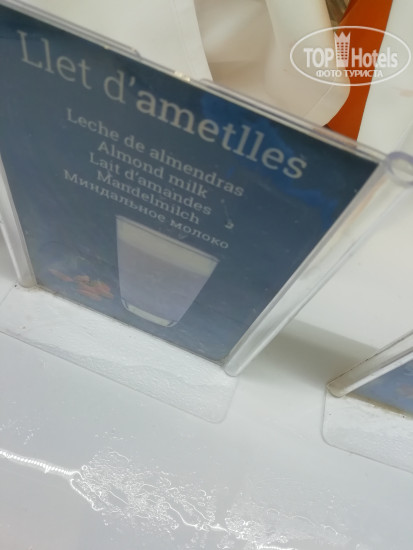 TOP Hotels
ФОТО ТУРИСТА
Llet d'ametlles
Leche de almendras
Almond milk
Lait d'amandes
Mandelmilch
Миндальное молоко